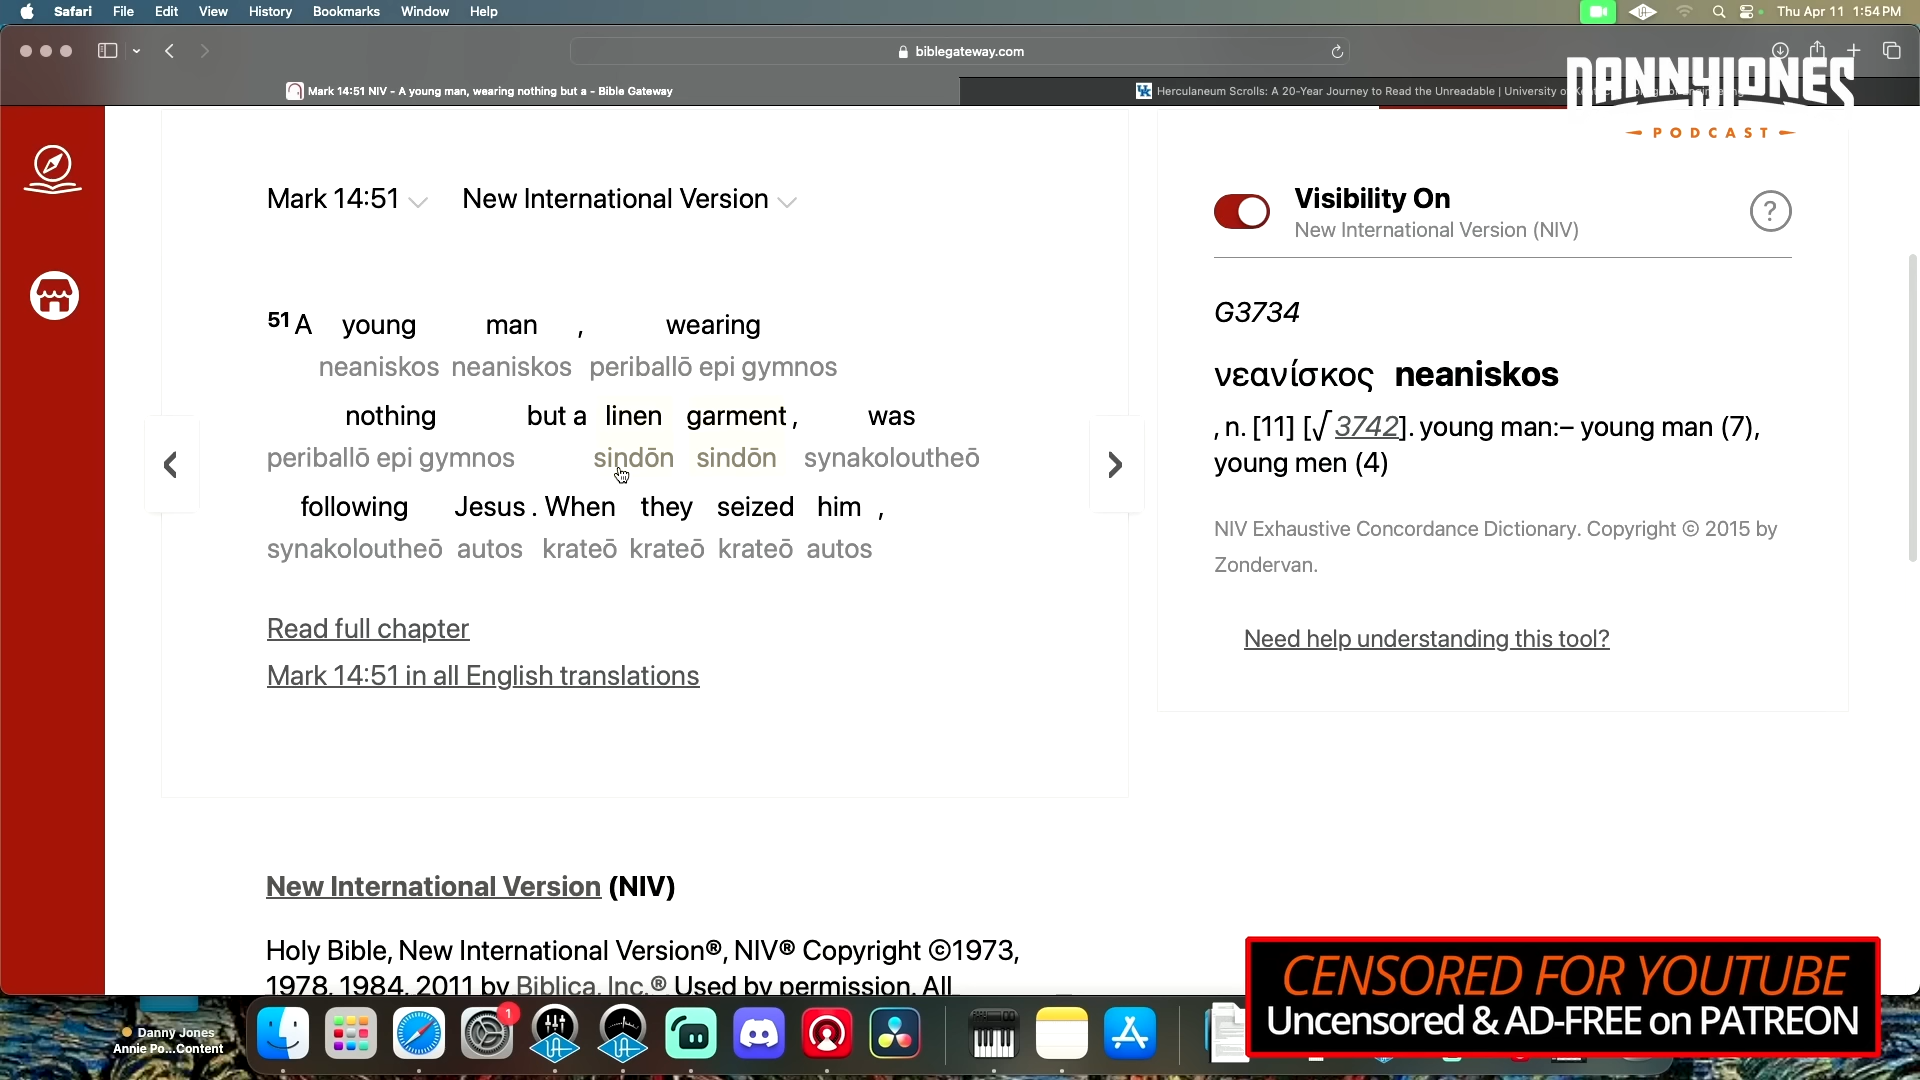 Safari File Edit View History Bookmarks Window Help Thu Apr 11 1:54 PM
biblegateway.com
Mark 14:51 NIV - A young man, wearing nothing but a - Bible Gateway
Herculaneum Scrolls: A 20-Year Journey to Read the Unreadable | University
DANNY JONES
PODCAST
Mark 14:51 New International Version
51 A young man , wearing
neaniskos neaniskos periballō epi gymnos
nothing but a linen garment , was
periballō epi gymnos sindōn sindōn synakoloutheō
following Jesus . When they seized him ,
synakoloutheō autos krateō krateō krateō autos
Read full chapter
Mark 14:51 in all English translations
Visibility On
New International Version (NIV)
?
G3734
νεανίσκος neaniskos
, n. [11] [√ 3742]. young man:– young man (7),
young men (4)
NIV Exhaustive Concordance Dictionary. Copyright © 2015 by
Zondervan.
Need help understanding this tool?
New International Version (NIV)
Holy Bible, New International Version®, NIV® Copyright ©1973,
1978, 1984, 2011 by Biblica, Inc.® Used by permission. All
CENSORED FOR YOUTUBE
Uncensored & AD-FREE on PATREON
Danny Jones
Annie Po...Content
1